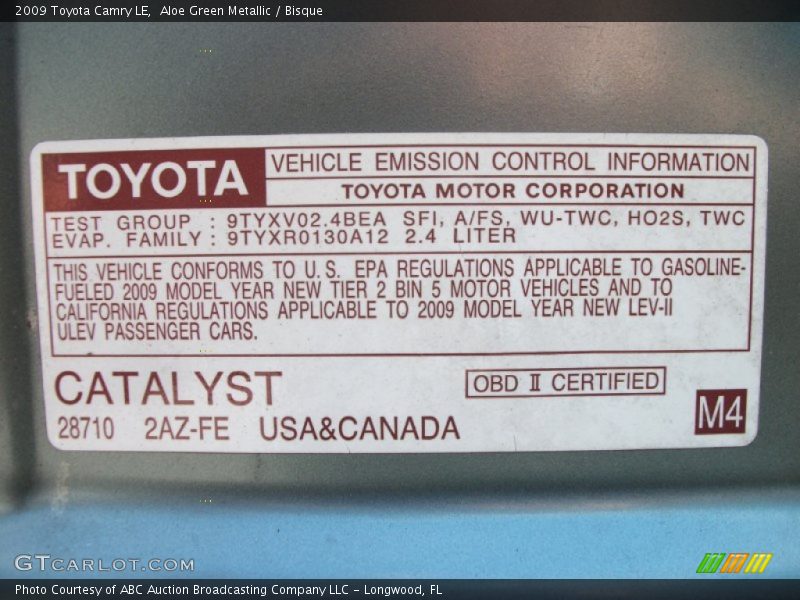 2009 Toyota Camry LE,  Aloe Green Metallic / Bisque
TOYOTA
VEHICLE EMISSION CONTROL INFORMATION
TOYOTA MOTOR CORPORATION
TEST GROUP : 9TYXV02.4BEA SFI, A/FS, WU-TWC, HO2S, TWC
EVAP. FAMILY : 9TYXR0130A12 2.4 LITER
THIS VEHICLE CONFORMS TO U.S. EPA REGULATIONS APPLICABLE TO GASOLINE-
FUELED 2009 MODEL YEAR NEW TIER 2 BIN 5 MOTOR VEHICLES AND TO
CALIFORNIA REGULATIONS APPLICABLE TO 2009 MODEL YEAR NEW LEV-II
ULEV PASSENGER CARS.
CATALYST
OBD II CERTIFIED
28710 2AZ-FE USA&CANADA
M4
GTCARLOT.COM
Photo Courtesy of ABC Auction Broadcasting Company LLC - Longwood, FL